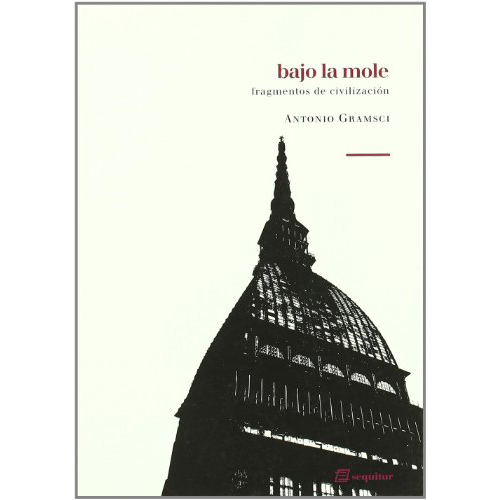 bajo la mole
fragmentos de civilización
Antonio Gramsci
sequitur